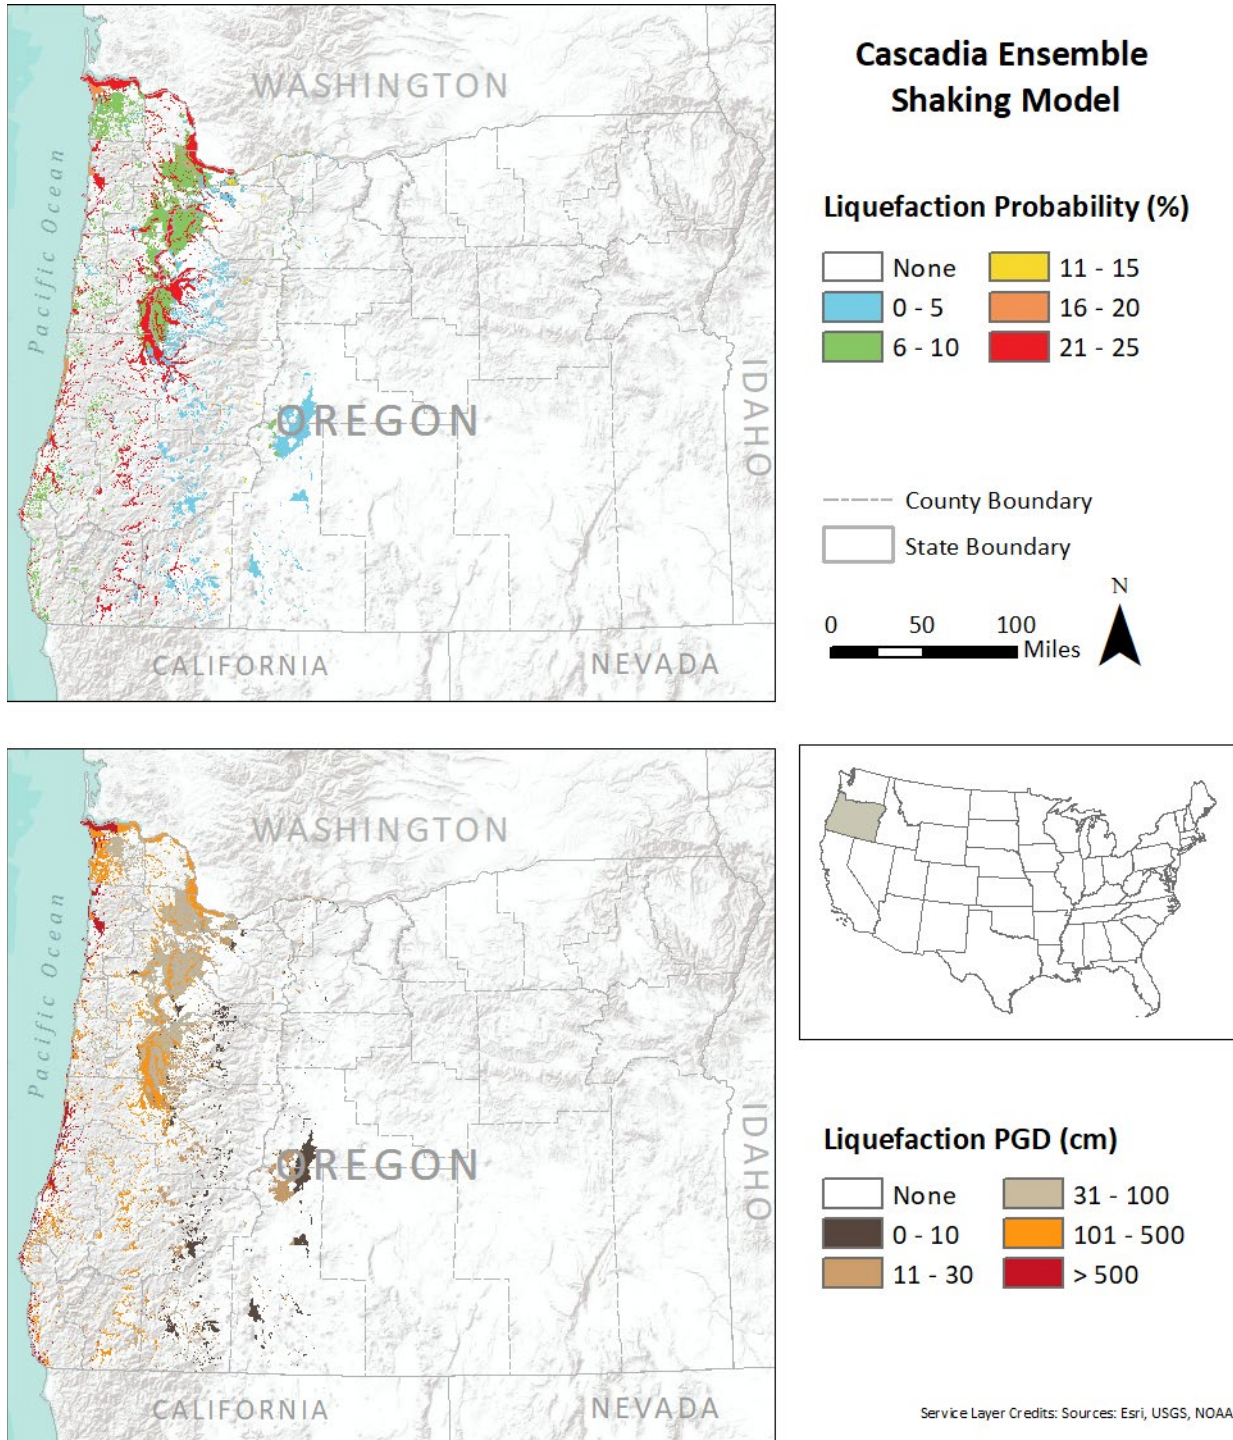 WASHINGTON
Pacific Ocean
OREGON
IDAHO
CALIFORNIA
NEVADA
Cascadia Ensemble
Shaking Model
Liquefaction Probability (%)
None
11 - 15
0 - 5
16 - 20
6 - 10
21 - 25
County Boundary
State Boundary
N
0 50 100
Miles
WASHINGTON
Pacific Ocean
OREGON
IDAHO
CALIFORNIA
NEVADA
Liquefaction PGD (cm)
None
31 - 100
0 - 10
101 - 500
11 - 30
> 500
Service Layer Credits: Sources: Esri, USGS, NOAA